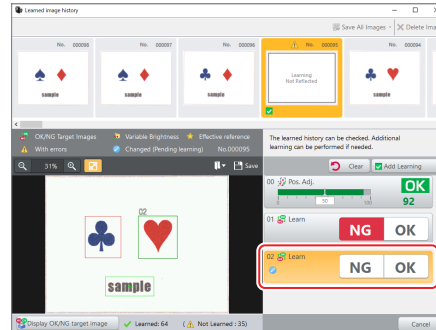 Learned image history
Save All Images
Delete Ima
No. 000098
No. 000097
No. 000096
No. 000095
No. 000094
sample
sample
sample
Learning
Not Reflected
sample
OK/NG Target Images
Variable Brightness
Effective reference
With errors
Changed (Pending learning)
No.000095
31%
Save
The learned history can be checked. Additional
learning can be performed if needed.
Clear
Add Learning
00 Pos. Adj.
OK
50
100
92
01 Learn
NG OK
02 Learn
NG OK
02
sample
Display OK/NG target image
Learned: 64
( Not Learned : 35)
Cancel